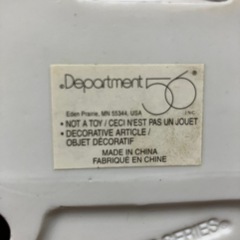 Department 56®
INC.
Eden Prairie, MN 55344, USA
• NOT A TOY / CECI N'EST PAS UN JOUET
• DECORATIVE ARTICLE /
OBJET DÉCORATIF
MADE IN CHINA
FABRIQUÉ EN CHINE
SERIES